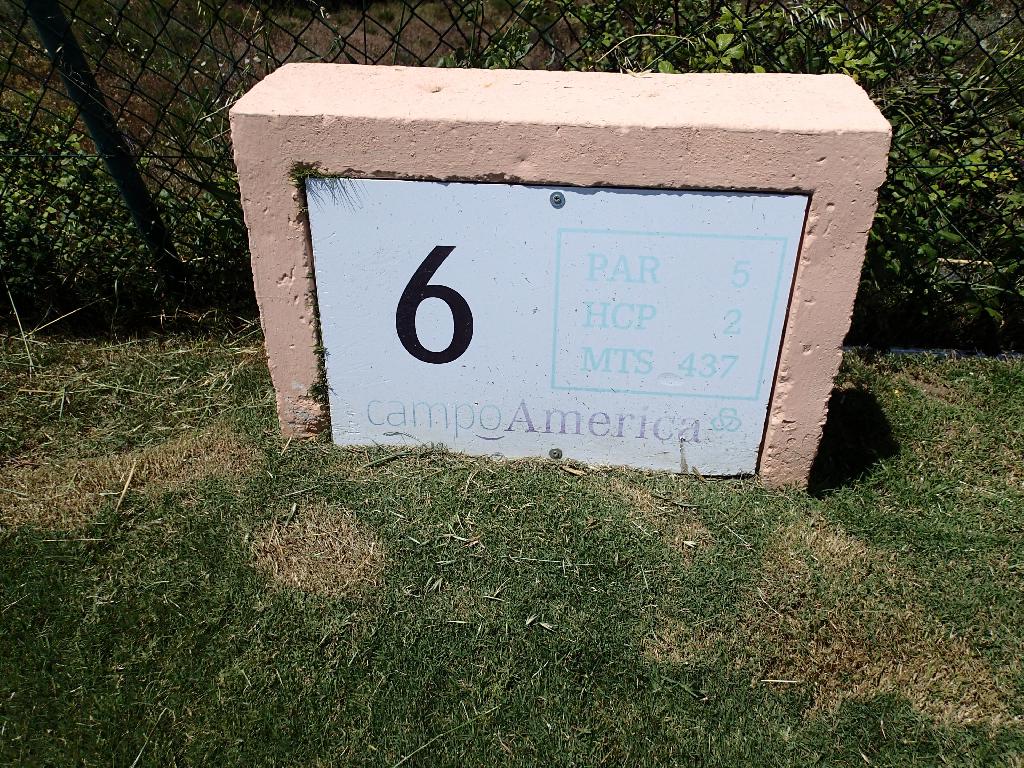 6
PAR 5
HCP 2
MTS 437
campoAmerica